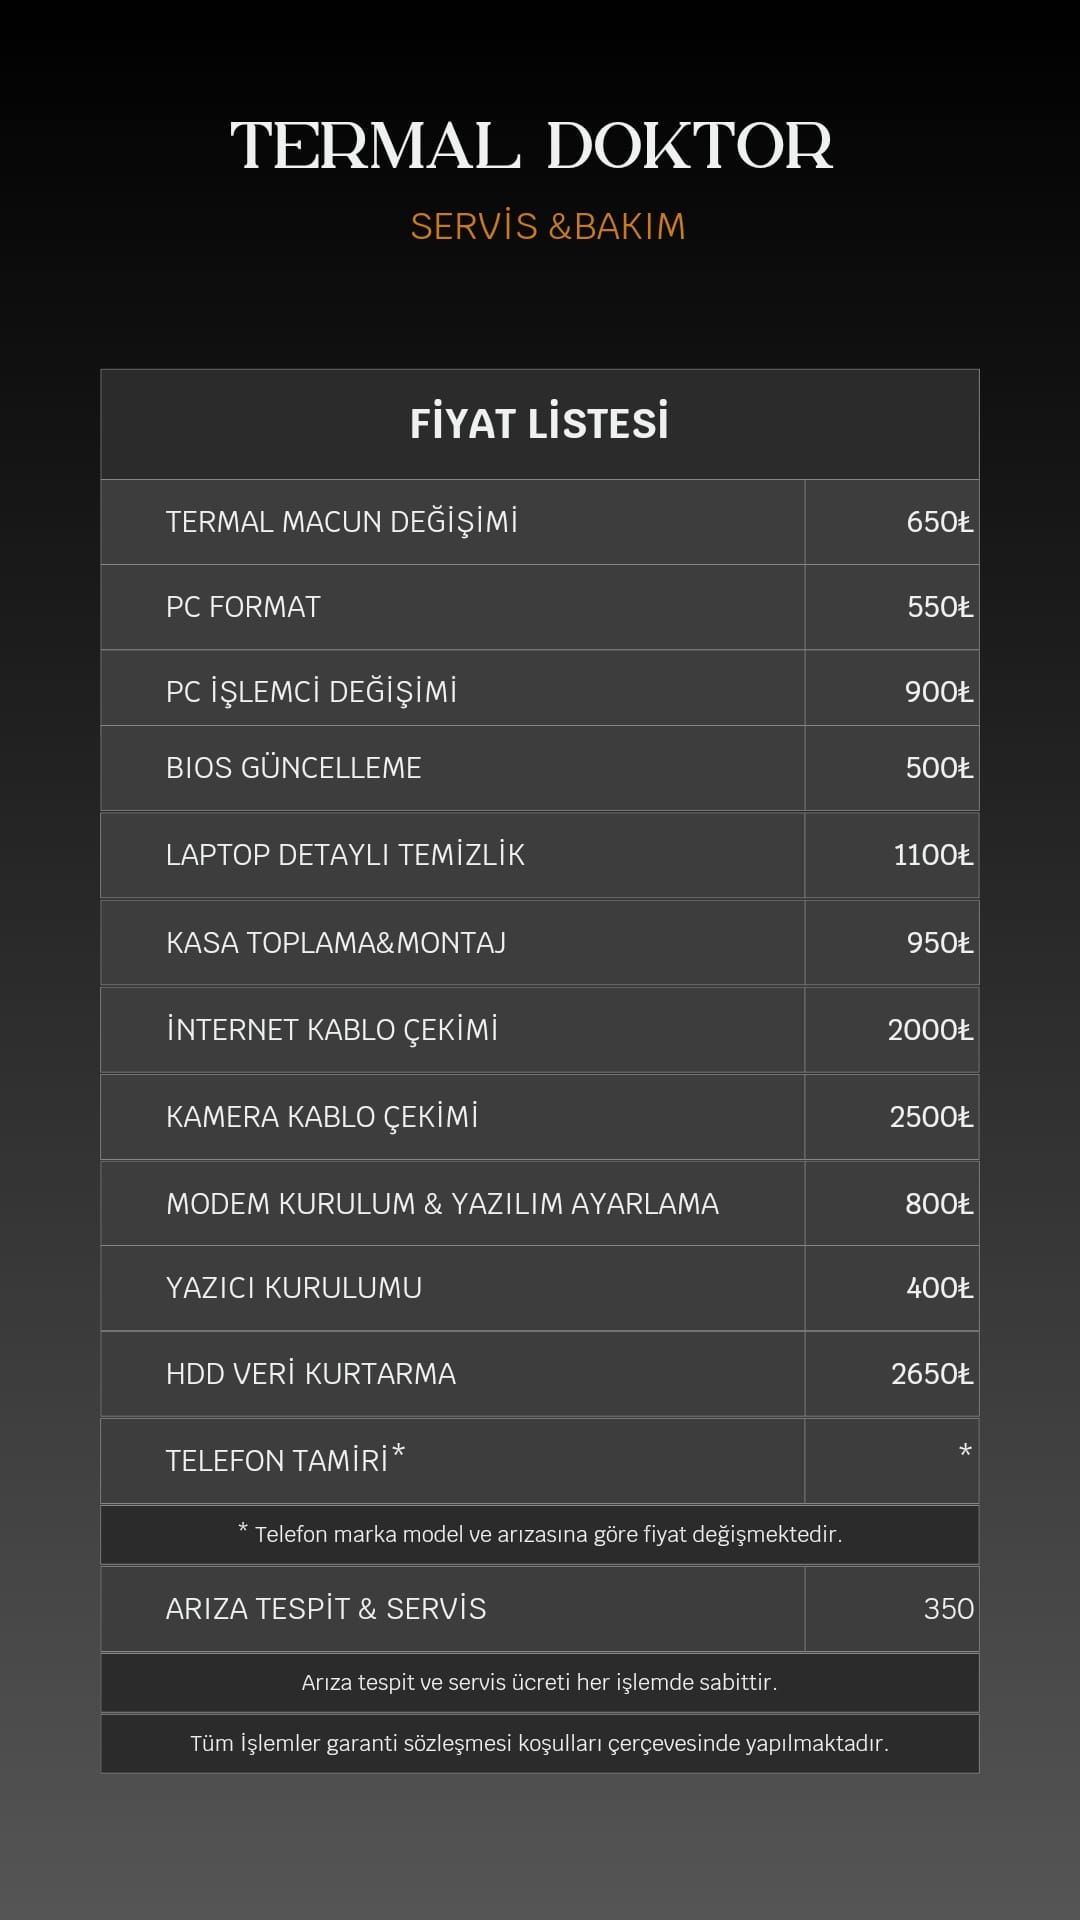 TERMAL DOKTOR
SERVİS &BAKIM
FİYAT LİSTESİ
TERMAL MACUN DEĞİŞİMİ 650₺
PC FORMAT 550₺
PC İŞLEMCİ DEĞİŞİMİ 900₺
BIOS GÜNCELLEME 500₺
LAPTOP DETAYLI TEMİZLİK 1100₺
KASA TOPLAMA&MONTAJ 950₺
İNTERNET KABLO ÇEKİMİ 2000₺
KAMERA KABLO ÇEKİMİ 2500₺
MODEM KURULUM & YAZILIM AYARLAMA 800₺
YAZICI KURULUMU 400₺
HDD VERİ KURTARMA 2650₺
TELEFON TAMİRİ* *
* Telefon marka model ve arızasına göre fiyat değişmektedir.
ARIZA TESPİT & SERVİS 350
Arıza tespit ve servis ücreti her işlemde sabittir.
Tüm İşlemler garanti sözleşmesi koşulları çerçevesinde yapılmaktadır.